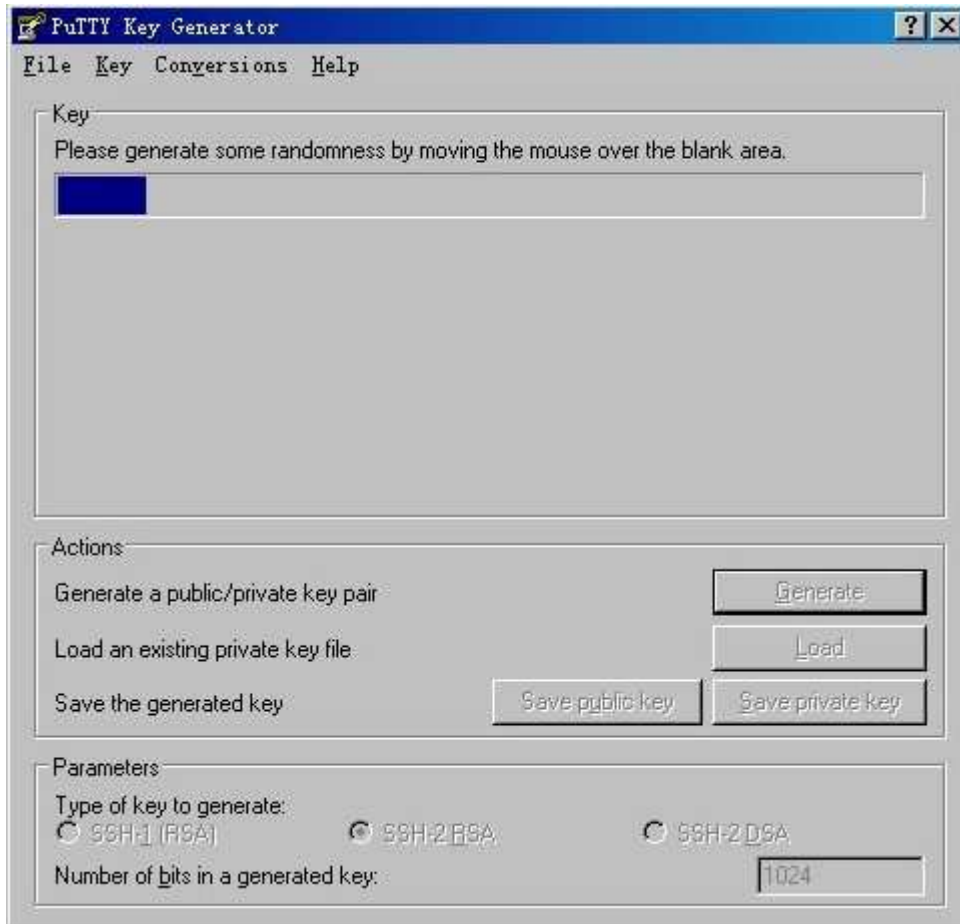 PuTTY Key Generator
File Key Conversions Help
Key
Please generate some randomness by moving the mouse over the blank area.
Actions
Generate a public/private key pair
Generate
Load an existing private key file
Load
Save the generated key
Save public key
Save private key
Parameters
Type of key to generate:
SSH-1 (RSA) SSH-2 RSA SSH-2 DSA
Number of bits in a generated key:
1024